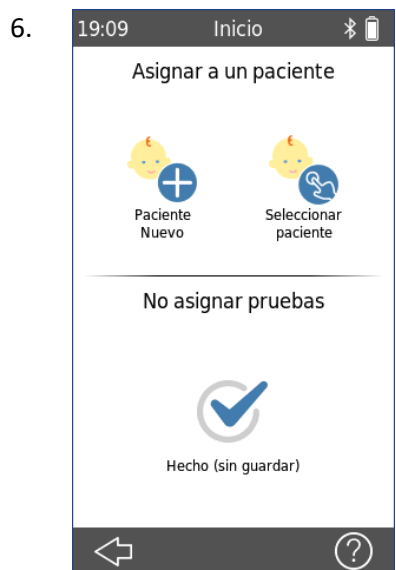 6.
19:09 Inicio
Asignar a un paciente
Paciente Nuevo
Seleccionar paciente
No asignar pruebas
Hecho (sin guardar)
?